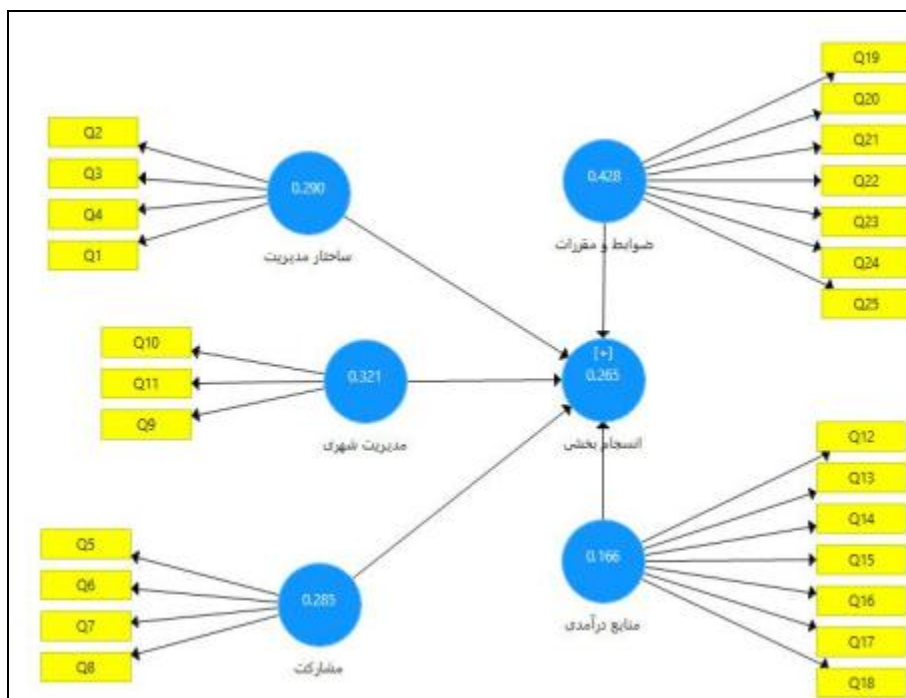 Q19
Q20
Q21
Q22
Q23
Q24
Q25
0.428
ضوابط و مقررات
Q2
Q3
Q4
Q1
0.290
ساختار مدیریت
Q10
Q11
Q9
0.321
مدیریت شهری
[+]
0.265
انسجام بخشی
Q5
Q6
Q7
Q8
0.285
مشارکت
Q12
Q13
Q14
Q15
Q16
Q17
Q18
0.166
منابع درآمدی